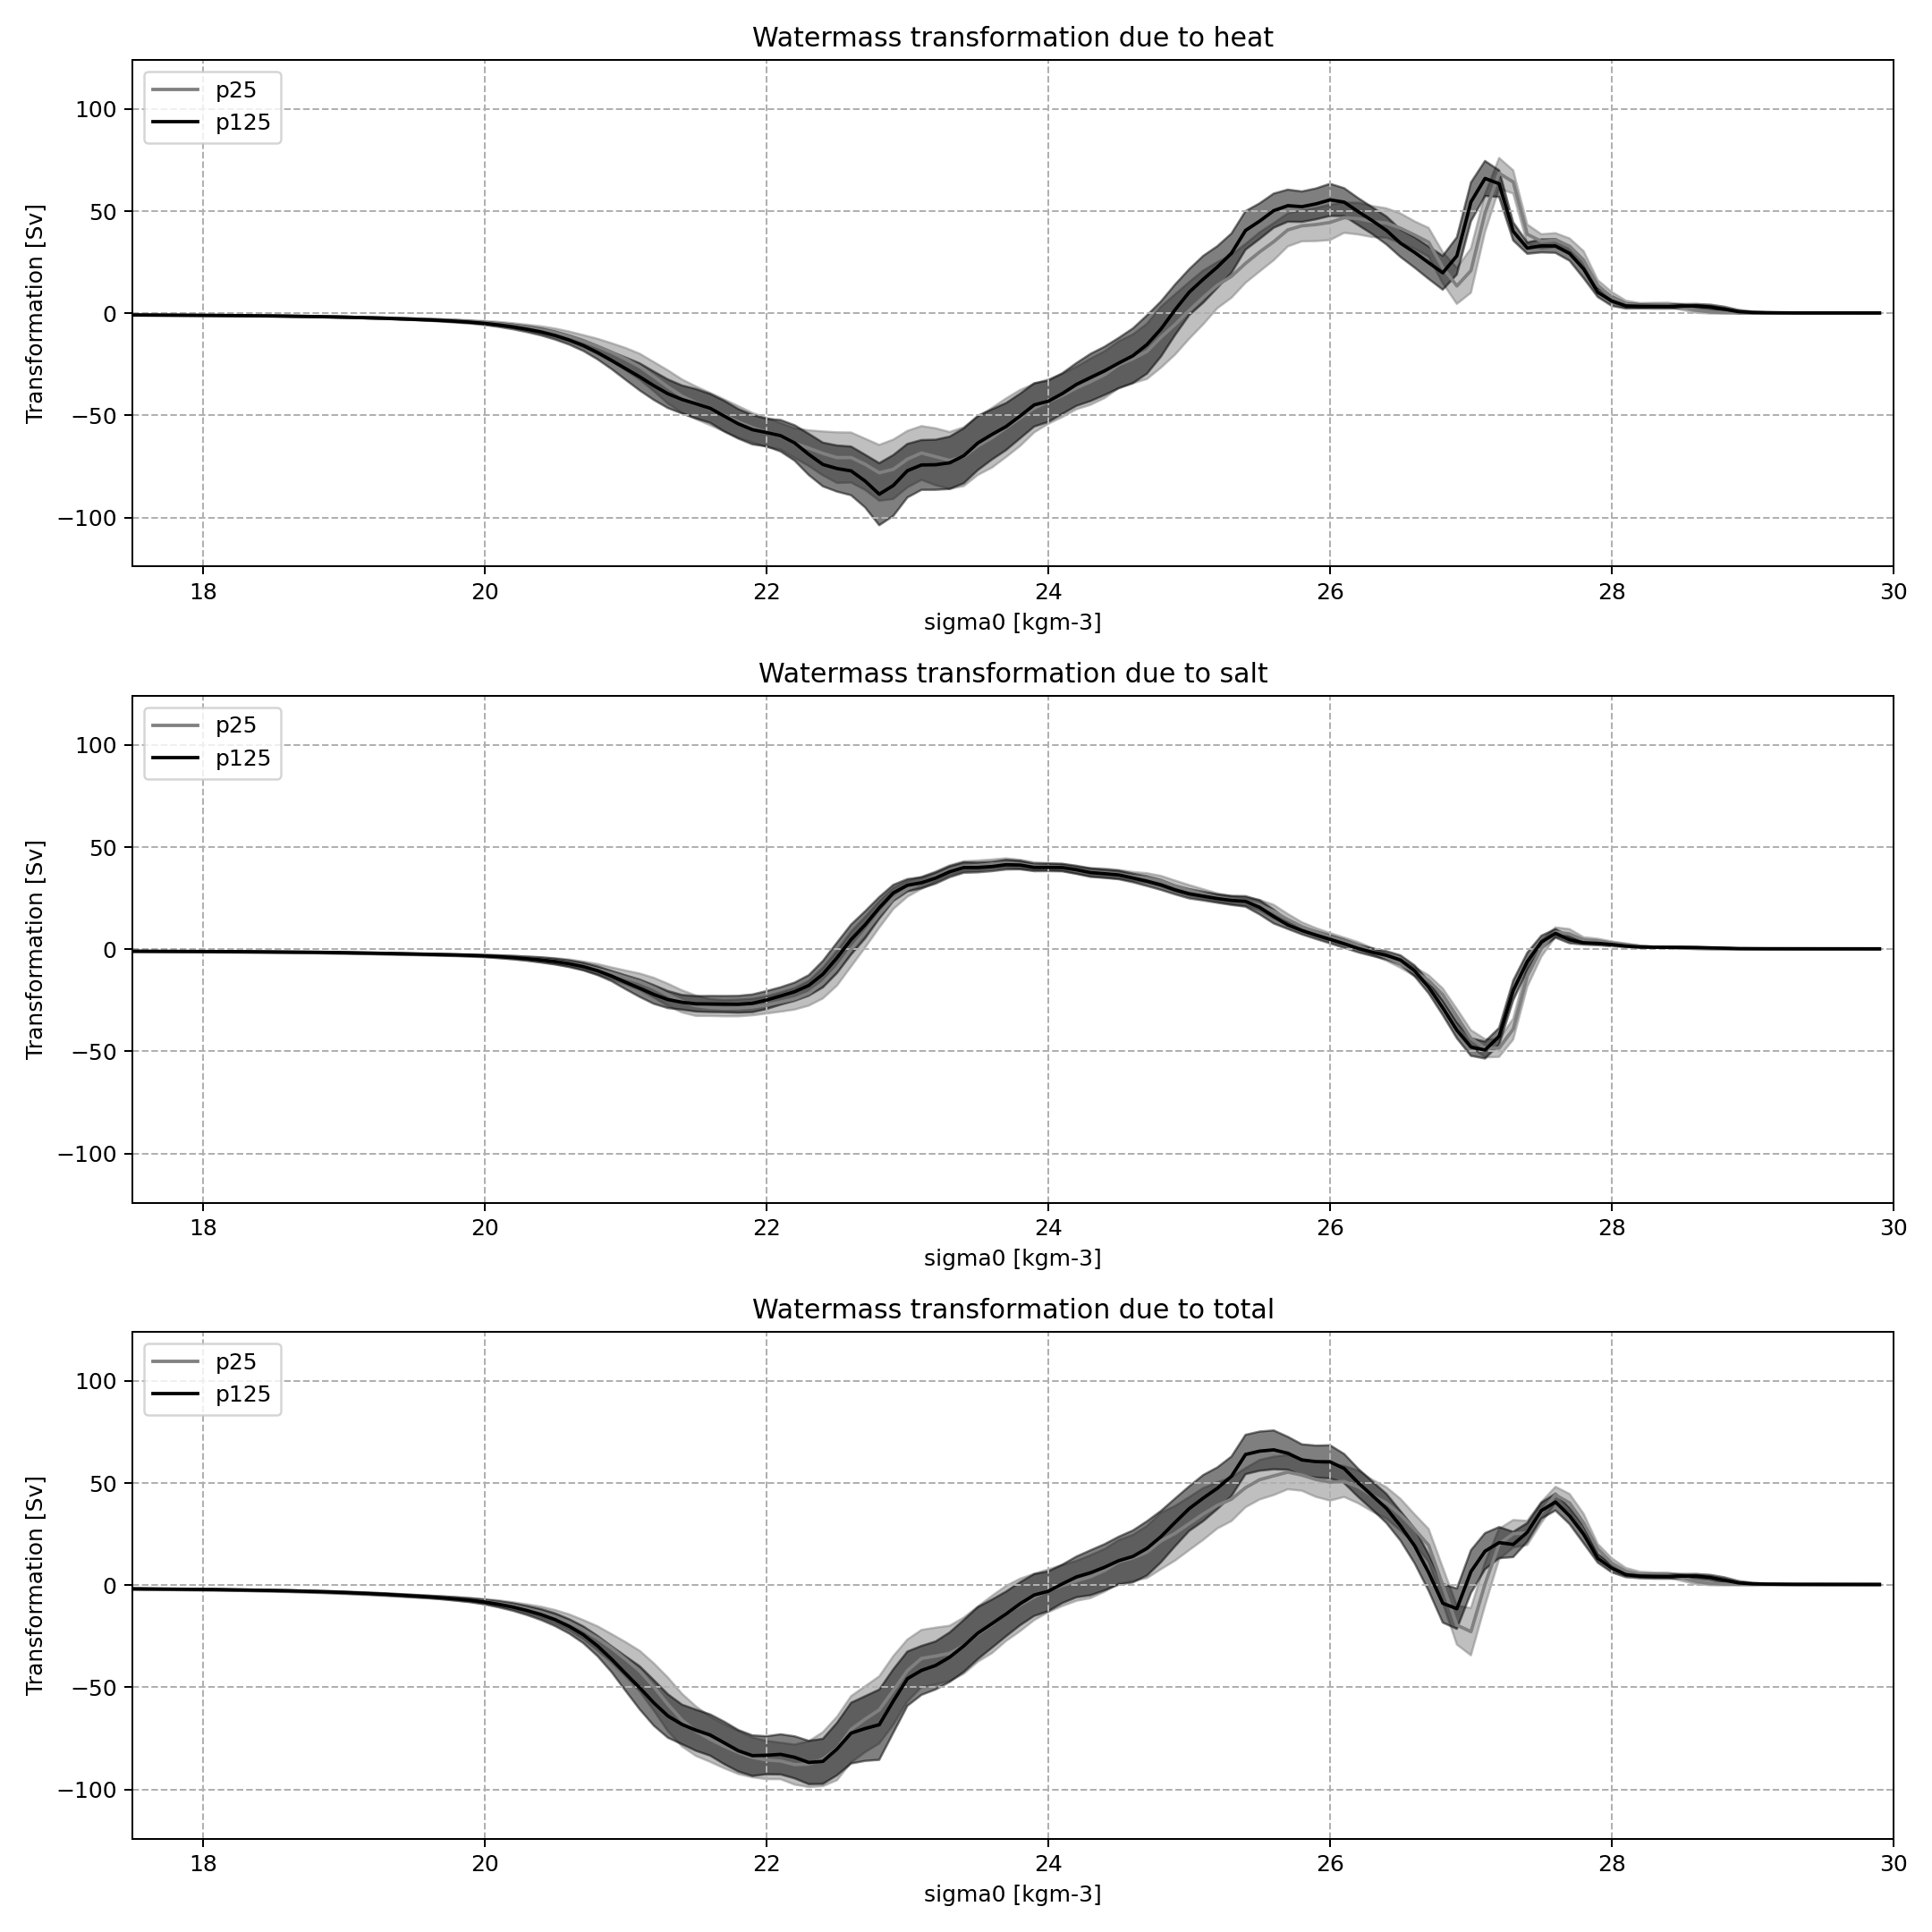 Watermass transformation due to heat
p25
p125
100
50
0
−50
−100
Transformation [Sv]
18 20 22 24 26 28 30
sigma0 [kgm-3]
Watermass transformation due to salt
p25
p125
100
50
0
−50
−100
Transformation [Sv]
18 20 22 24 26 28 30
sigma0 [kgm-3]
Watermass transformation due to total
p25
p125
100
50
0
−50
−100
Transformation [Sv]
18 20 22 24 26 28 30
sigma0 [kgm-3]